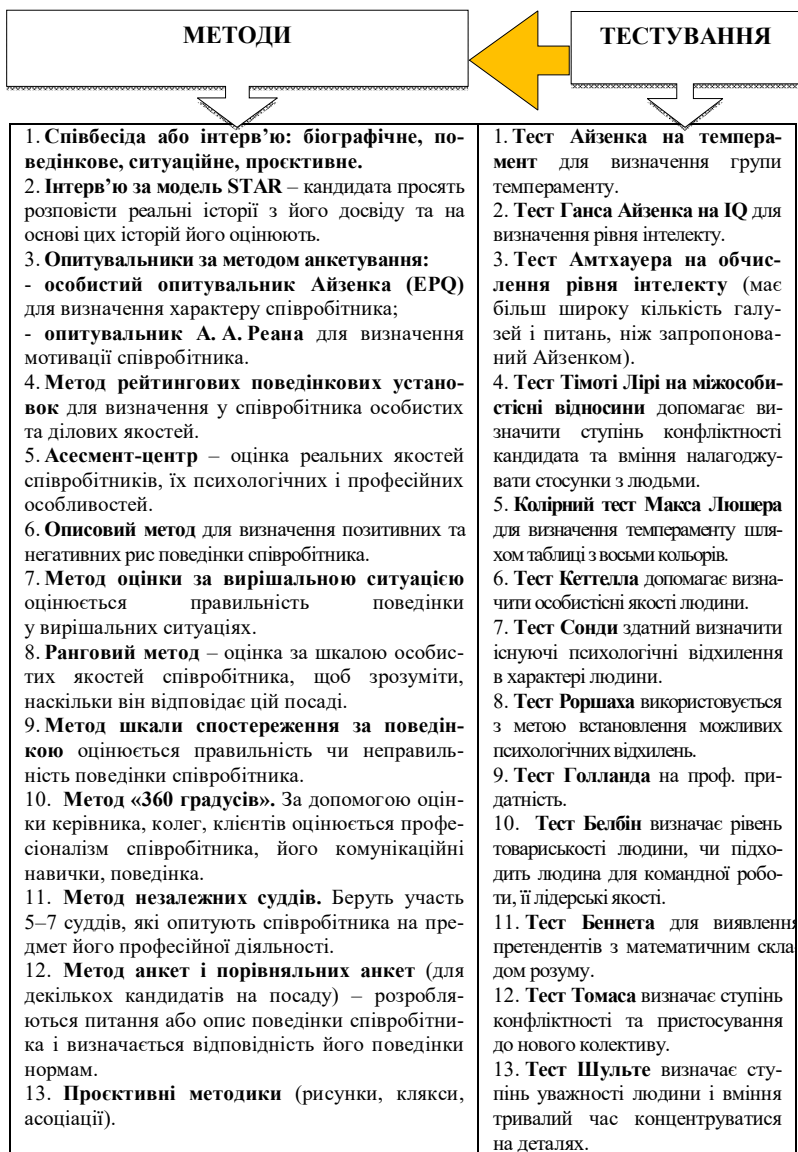 МЕТОДИ
ТЕСТУВАННЯ
1. Співбесіда або інтерв’ю: біографічне, по-
ведінкове, ситуаційне, проєктивне.
2. Інтерв’ю за модель STAR – кандидата просять
розповісти реальні історії з його досвіду та на
основі цих історій його оцінюють.
3. Опитувальники за методом анкетування:
- особистий опитувальник Айзенка (EPQ)
для визначення характеру співробітника;
- опитувальник А. А. Реана для визначення
мотивації співробітника.
4. Метод рейтингових поведінкових устано-
вок для визначення у співробітника особистих
та ділових якостей.
5. Асесмент-центр – оцінка реальних якостей
співробітників, їх психологічних і професійних
особливостей.
6. Описовий метод для визначення позитивних та
негативних рис поведінки співробітника.
7. Метод оцінки за вирішальною ситуацією
оцінюється правильність поведінки
у вирішальних ситуаціях.
8. Ранговий метод – оцінка за шкалою особис-
тих якостей співробітника, щоб зрозуміти,
наскільки він відповідає цій посаді.
9. Метод шкали спостереження за поведін-
кою оцінюється правильність чи неправиль-
ність поведінки співробітника.
10. Метод «360 градусів». За допомогою оцін-
ки керівника, колег, клієнтів оцінюється профе-
сіоналізм співробітника, його комунікаційні
навички, поведінка.
11. Метод незалежних суддів. Беруть участь
5–7 суддів, які опитують співробітника на пре-
дмет його професійної діяльності.
12. Метод анкет і порівняльних анкет (для
декількох кандидатів на посаду) – розробля-
ються питання або опис поведінки співробітни-
ка і визначається відповідність його поведінки
нормам.
13. Проєктивні методики (рисунки, клякси,
асоціації).
1. Тест Айзенка на темпера-
мент для визначення групи
темпераменту.
2. Тест Ганса Айзенка на IQ для
визначення рівня інтелекту.
3. Тест Амтхауера на обчис-
лення рівня інтелекту (має
більш широку кількість галу-
зей і питань, ніж запропонова-
ний Айзенком).
4. Тест Тімоті Лірі на міжособи-
стісні відносини допомагає ви-
значити ступінь конфліктності
кандидата та вміння налагоджу-
вати стосунки з людьми.
5. Колірний тест Макса Люшера
для визначення темпераменту шля-
хом таблиці з восьми кольорів.
6. Тест Кеттелла допомагає визна-
чити особистісні якості людини.
7. Тест Сонди здатний визначити
існуючі психологічні відхилення
в характері людини.
8. Тест Роршаха використовується
з метою встановлення можливих
психологічних відхилень.
9. Тест Голланда на проф. при-
датність.
10. Тест Белбін визначає рівень
товариськості людини, чи підхо-
дить людина для командної робо-
ти, її лідерські якості.
11. Тест Беннета для виявлення
претендентів з математичним скла
дом розуму.
12. Тест Томаса визначає ступінь
конфліктності та пристосування
до нового колективу.
13. Тест Шульте визначає сту-
пінь уважності людини і вміння
тривалий час концентруватися
на деталях.